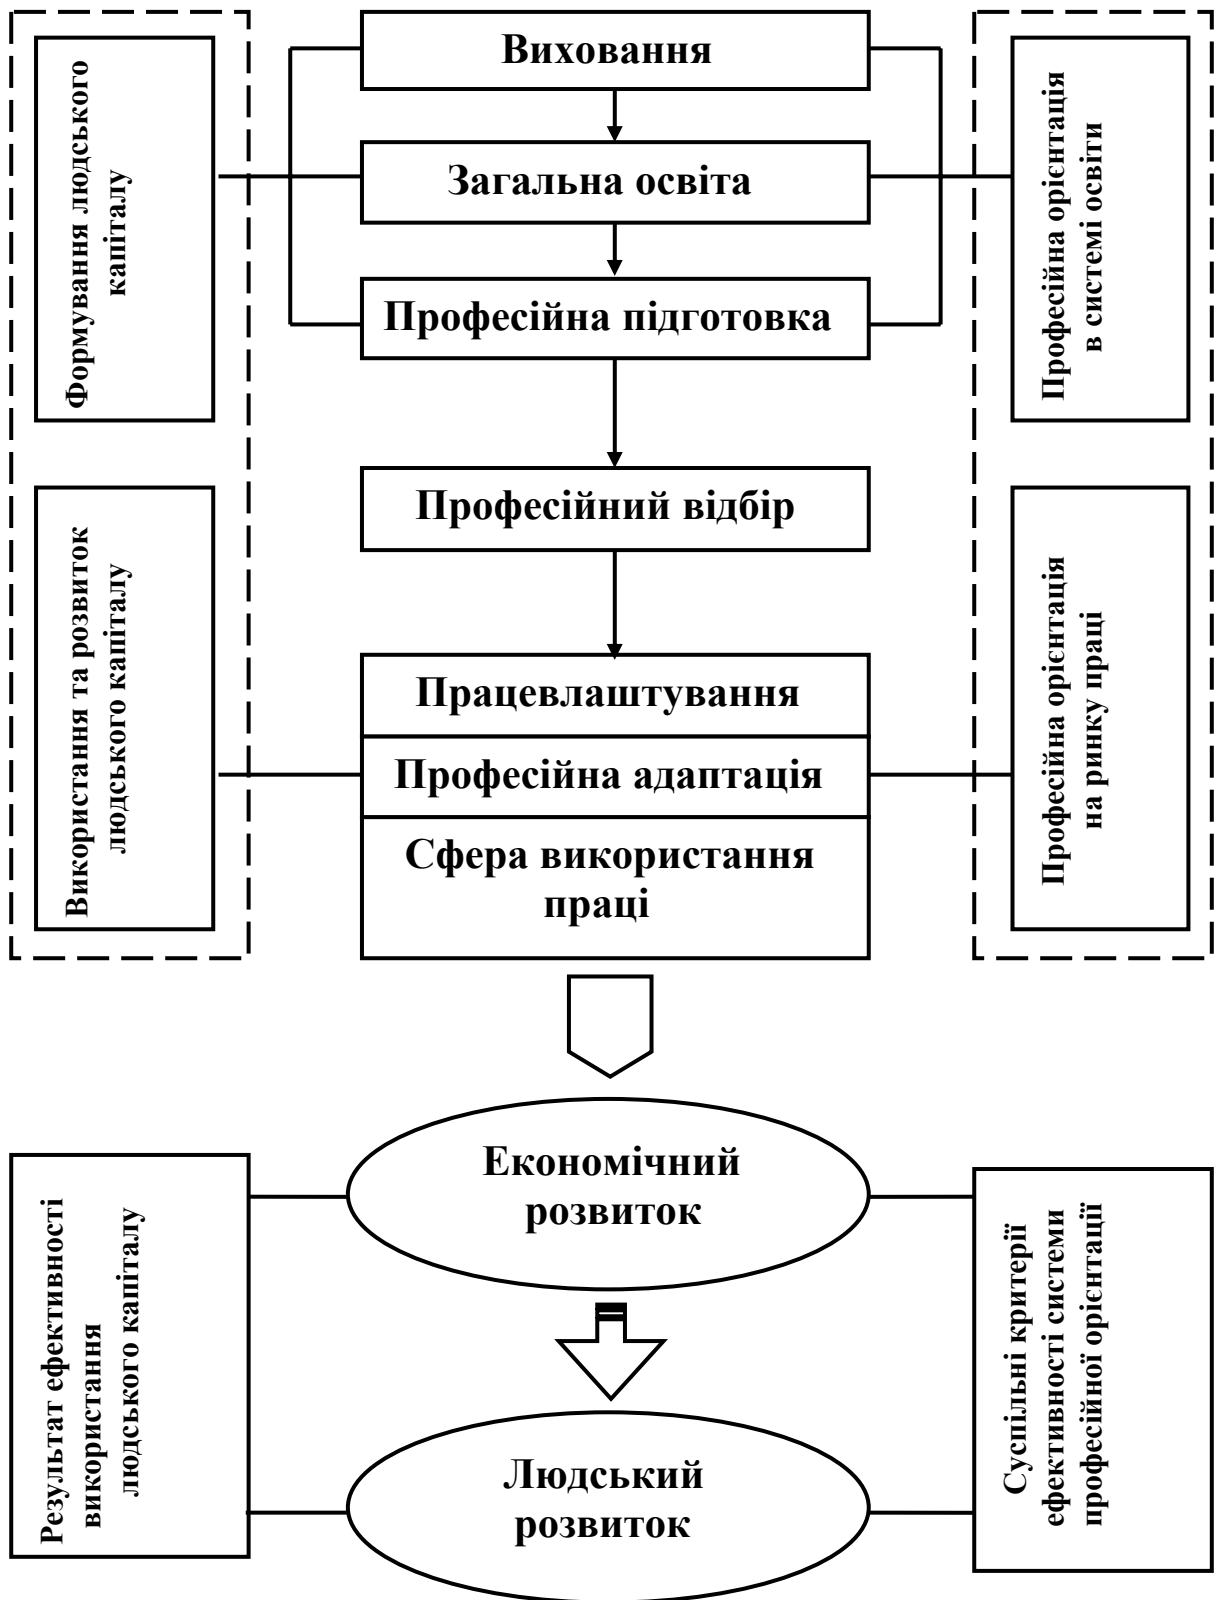 Виховання
Загальна освіта
Професійна підготовка
Професійний відбір
Працевлаштування
Професійна адаптація
Сфера використання
праці
Формування людського
капіталу
Використання та розвиток
людського капіталу
Професійна орієнтація
в системі освіти
Професійна орієнтація
на ринку праці
Економічний
розвиток
Людський
розвиток
Результат ефективності
використання
людського капіталу
Суспільні критерії
ефективності системи
професійної орієнтації